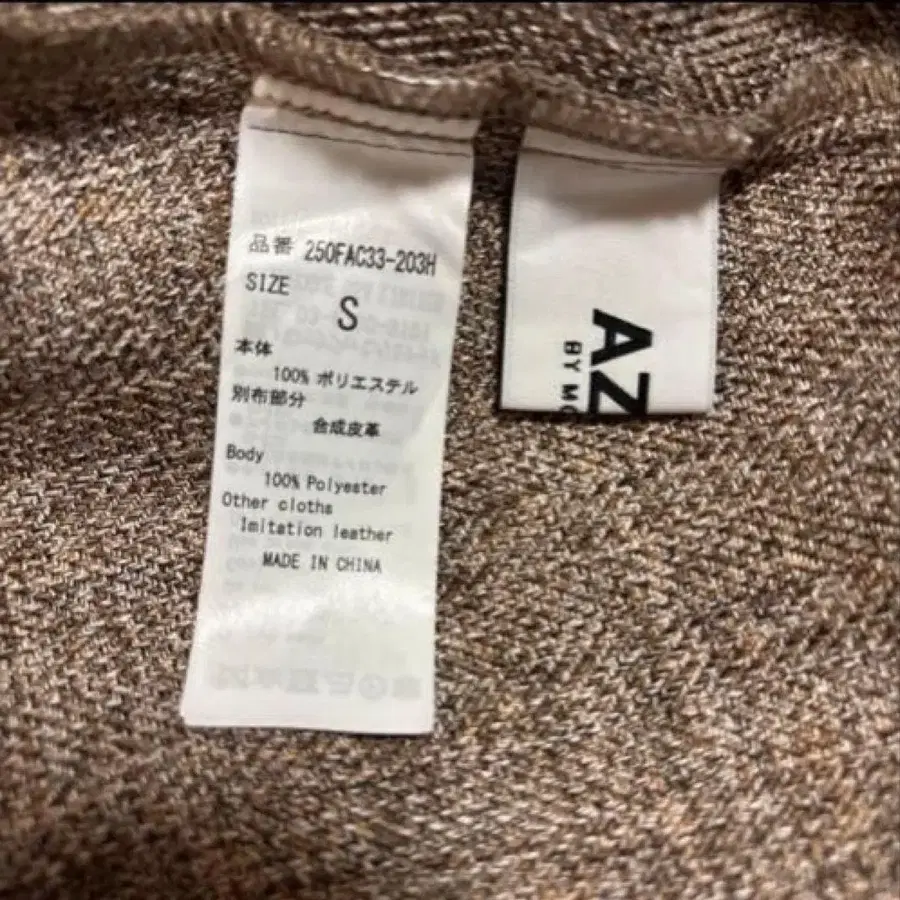 品番 250FAC33-203H
SIZE
S
本体
100% ポリエステル
別布部分
合成皮革
Body
100% Polyester
Other cloths
Imitation leather
MADE IN CHINA
AZ
BY MO